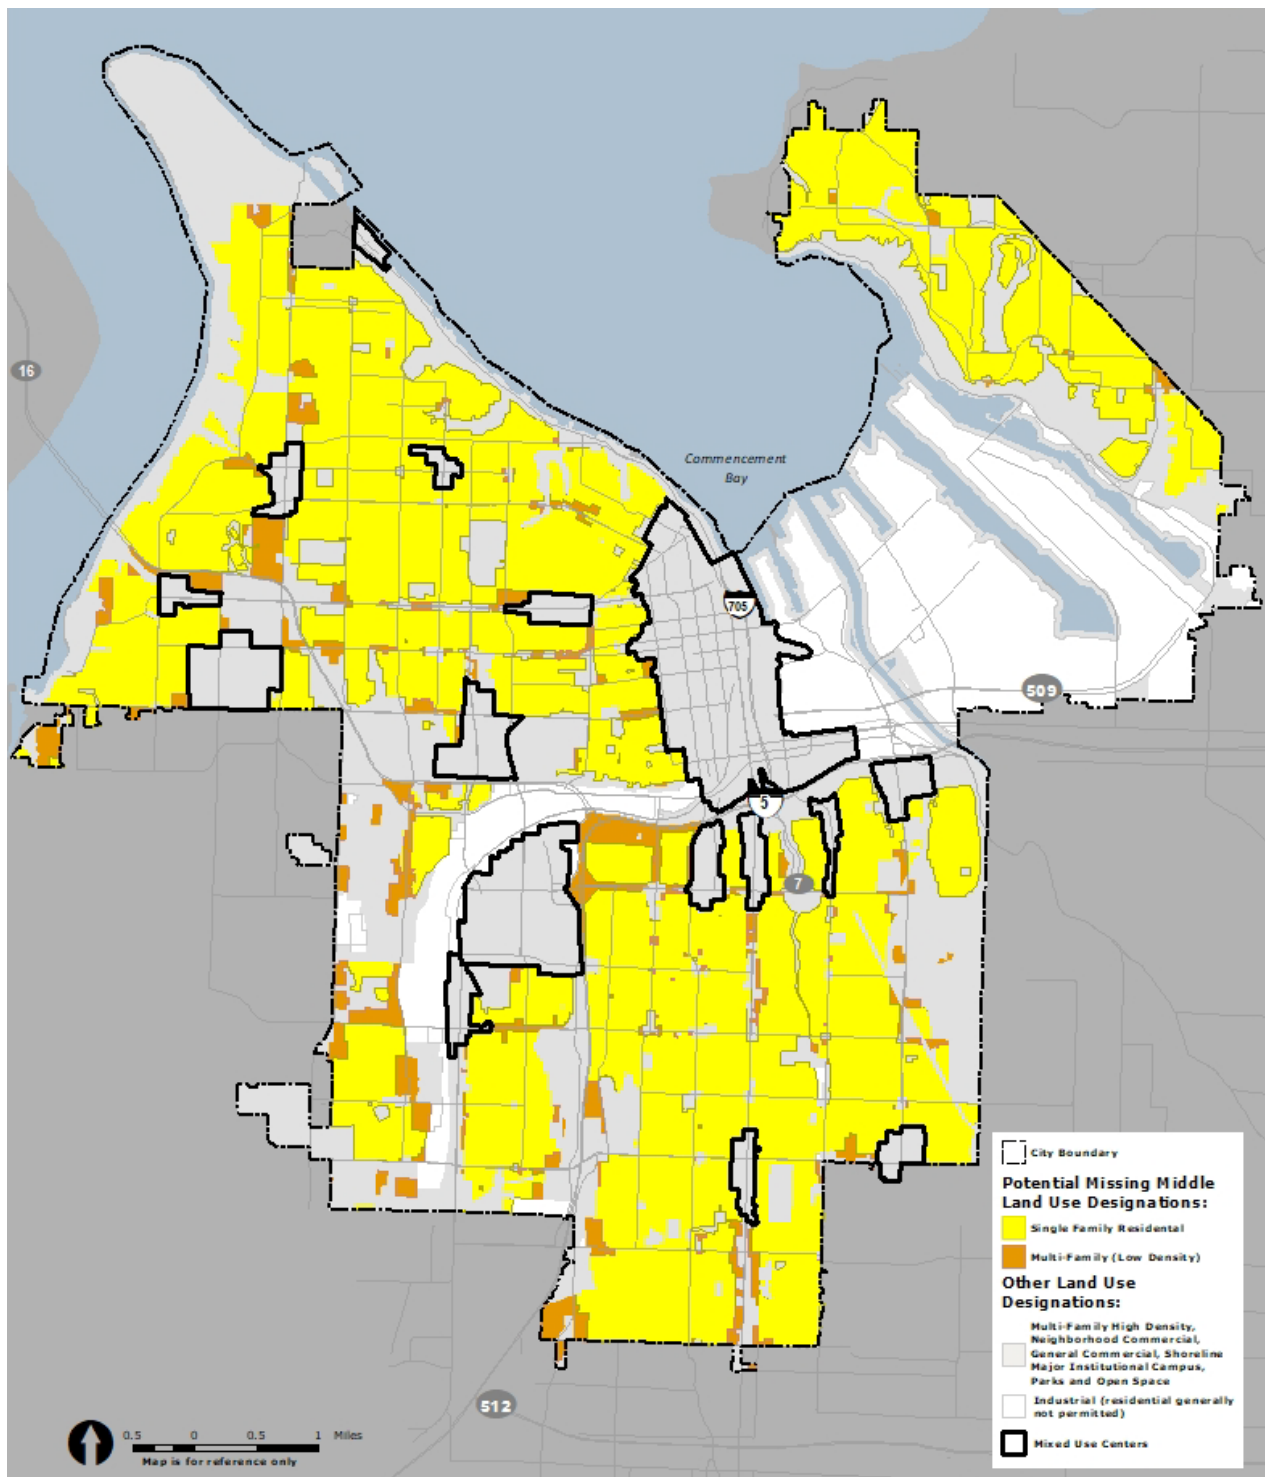 16
Commencement
Bay
705
509
5
7
City Boundary
Potential Missing Middle
Land Use Designations:
Single Family Residental
Multi-Family (Low Density)
Other Land Use
Designations:
Multi-Family High Density,
Neighborhood Commercial,
General Commercial, Shoreline
Major Institutional Campus,
Parks and Open Space
Industrial (residential generally
not permitted)
Mixed Use Centers
512
0.5 0 0.5 1 Miles
Map is for reference only